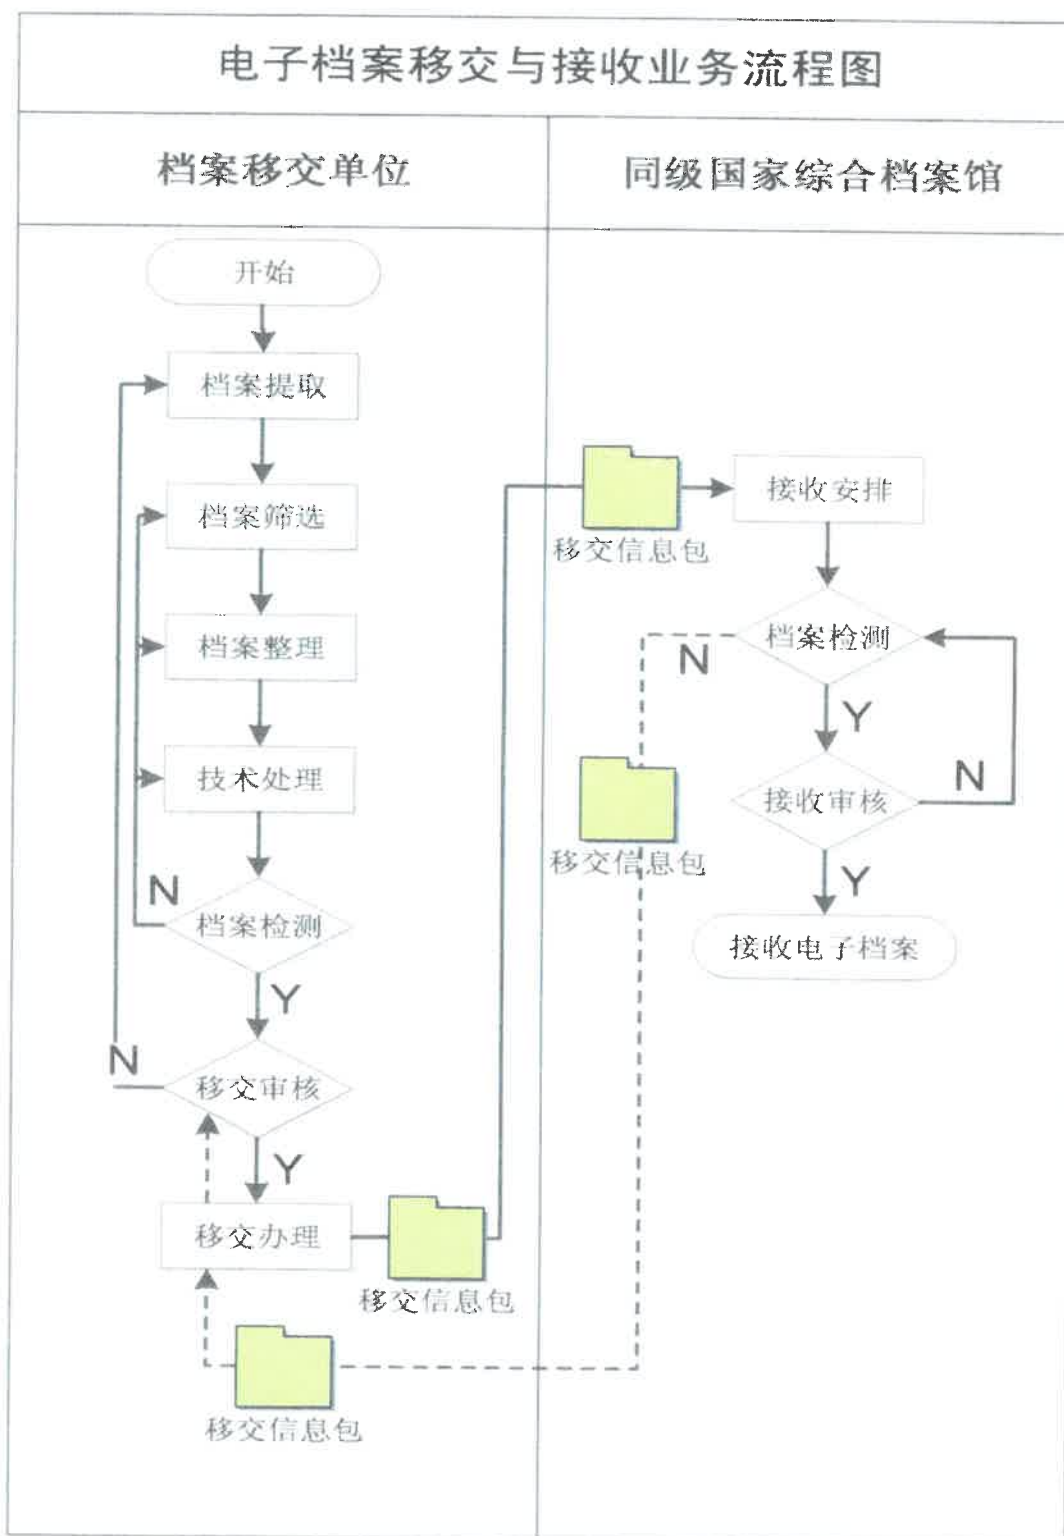 电子档案移交与接收业务流程图
档案移交单位
同级国家综合档案馆
开始
档案提取
档案筛选
档案整理
技术处理
N
档案检测
Y
N
移交审核
Y
移交办理
移交信息包
移交信息包
移交信息包
接收安排
档案检测
N
Y
移交信息包
接收审核
N
Y
接收电子档案